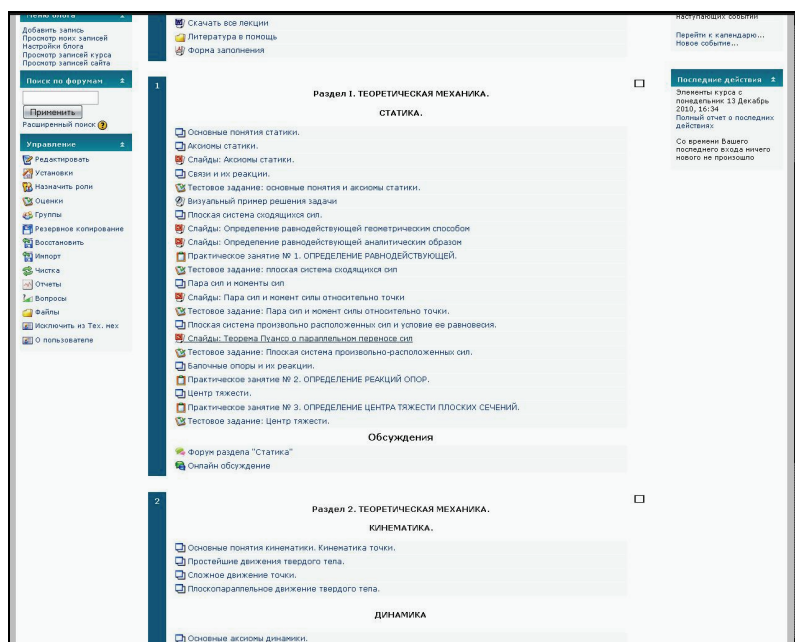 Меню блога
Добавить запись
Просмотр моих записей
Настройки блога
Просмотр записей курса
Просмотр записей сайта
Поиск по форумам
Применить
Расширенный поиск
Управление
Редактировать
Установки
Назначить роли
Оценки
Группы
Резервное копирование
Восстановить
Импорт
Чистка
Отчеты
Вопросы
Файлы
Исключить из Тех. мех
О пользователе
Скачать все лекции
Литература в помощь
Форма заполнения
1
Раздел I. ТЕОРЕТИЧЕСКАЯ МЕХАНИКА.
СТАТИКА.
Основные понятия статики.
Аксиомы статики.
Слайды: Аксиомы статики.
Связи и их реакции.
Тестовое задание: основные понятия и аксиомы статики.
Визуальный пример решения задачи
Плоская система сходящихся сил.
Слайды: Определение равнодействующей геометрическим способом
Слайды: Определение равнодействующей аналитическим образом
Практическое занятие № 1. ОПРЕДЕЛЕНИЕ РАВНОДЕЙСТВУЮЩЕЙ.
Тестовое задание: плоская система сходящихся сил
Пара сил и моменты сил
Слайды: Пара сил и момент силы относительно точки
Тестовое задание: Пара сил и момент силы относительно точки.
Плоская система произвольно расположенных сил и условие ее равновесия.
Слайды: Теорема Пуансо о параллельном переносе сил
Тестовое задание: Плоская система произвольно-расположенных сил.
Балочные опоры и их реакции.
Практическое занятие № 2. ОПРЕДЕЛЕНИЕ РЕАКЦИЙ ОПОР.
Центр тяжести.
Практическое занятие № 3. ОПРЕДЕЛЕНИЕ ЦЕНТРА ТЯЖЕСТИ ПЛОСКИХ СЕЧЕНИЙ.
Тестовое задание: Центр тяжести.
Обсуждения
Форум раздела "Статика"
Онлайн обсуждение
2
Раздел 2. ТЕОРЕТИЧЕСКАЯ МЕХАНИКА.
КИНЕМАТИКА.
Основные понятия кинематики. Кинематика точки.
Простейшие движения твердого тела.
Сложное движение точки.
Плоскопараллельное движение твердого тела.
ДИНАМИКА
Основные аксиомы динамики.
наступающих событий
Перейти к календарю...
Новое событие...
Последние действия
Элементы курса с
понедельник 13 Декабрь
2010, 16:34
Полный отчет о последних
действиях
Со времени Вашего
последнего входа ничего
нового не произошло